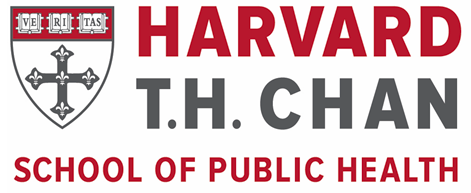 VE RI TAS
HARVARD
T.H. CHAN
SCHOOL OF PUBLIC HEALTH